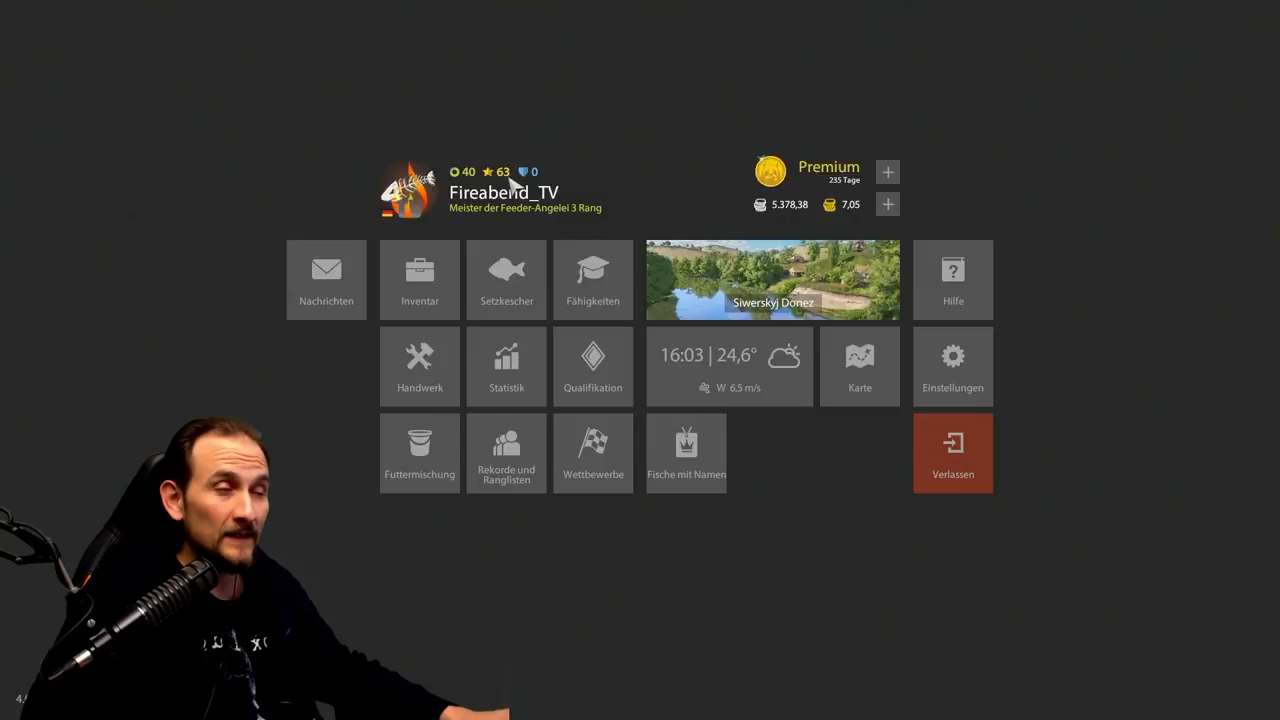 40 63 0
Fireabend_TV
Meister der Feeder-Angelei 3 Rang
Premium
235 Tage
5.378,38 7,05
Nachrichten
Inventar
Setzkescher
Fähigkeiten
Siwerskyj Donez
Hilfe
Handwerk
Statistik
Qualifikation
16:03 | 24,6°
W 6,5 m/s
Karte
Einstellungen
Futtermischung
Rekorde und
Ranglisten
Wettbewerbe
Fische mit Namen
Verlassen